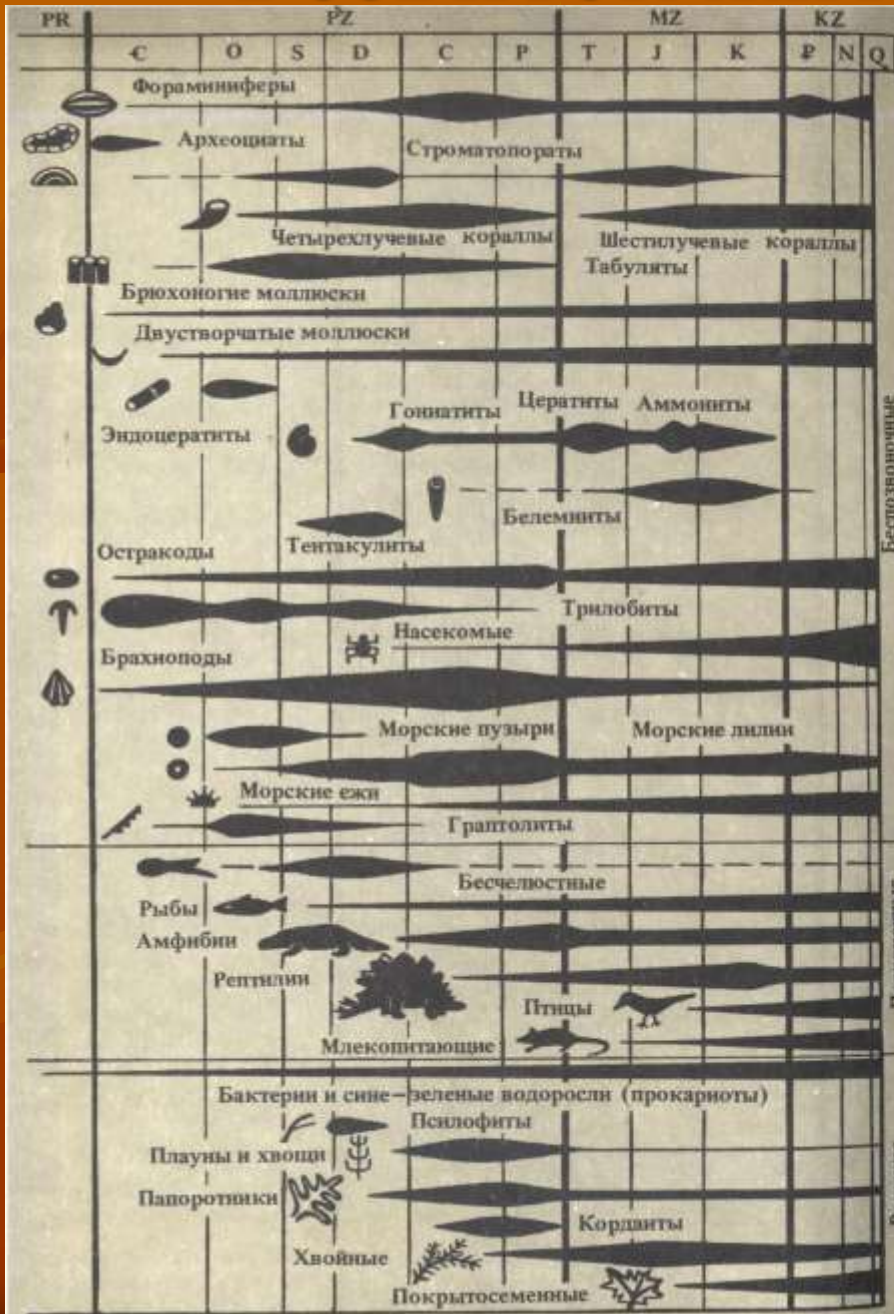 PR PZ MZ KZ
Є O S D C P T J K ₽ N Q
Фораминиферы
Археоциаты
Строматопораты
Четырехлучевые кораллы
Шестилучевые кораллы
Табуляты
Брюхоногие моллюски
Двустворчатые моллюски
Гониатиты Цератиты Аммониты
Эндоцератиты
Белемниты
Тентакулиты
Остракоды
Трилобиты
Насекомые
Брахиоподы
Морские пузыри Морские лилии
Морские ежи
Граптолиты
Беспозвоночные
Бесчелюстные
Рыбы
Амфибии
Рептилии
Птицы
Млекопитающие
Бактерии и сине-зеленые водоросли (прокариоты)
Псилофиты
Плауны и хвощи
Папоротники
Кордаиты
Хвойные
Покрытосеменные